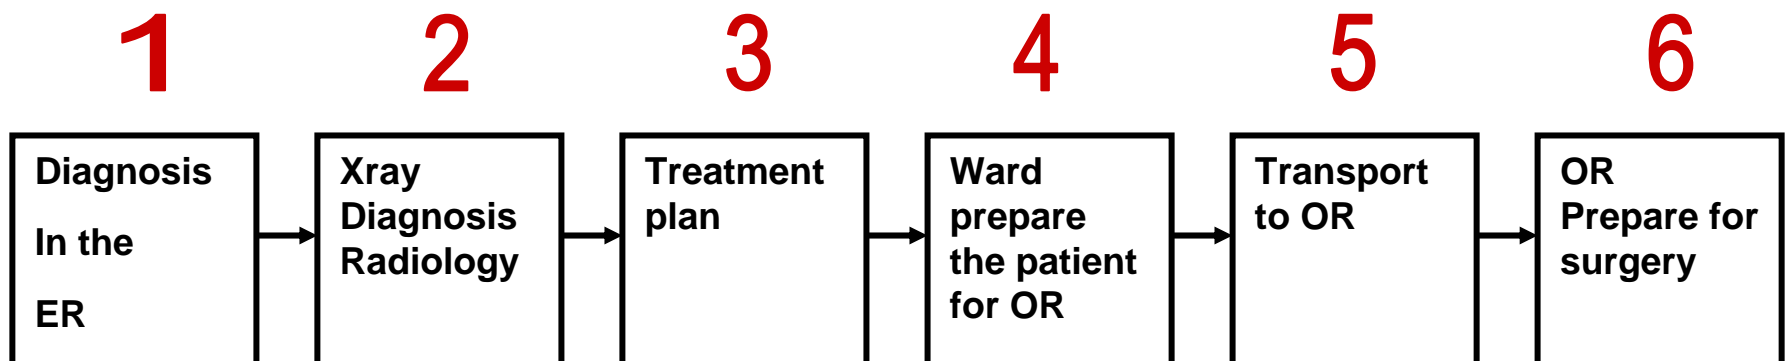 1
2
3
4
5
6
Diagnosis
In the
ER
Xray
Diagnosis
Radiology
Treatment
plan
Ward
prepare
the patient
for OR
Transport
to OR
OR
Prepare for
surgery